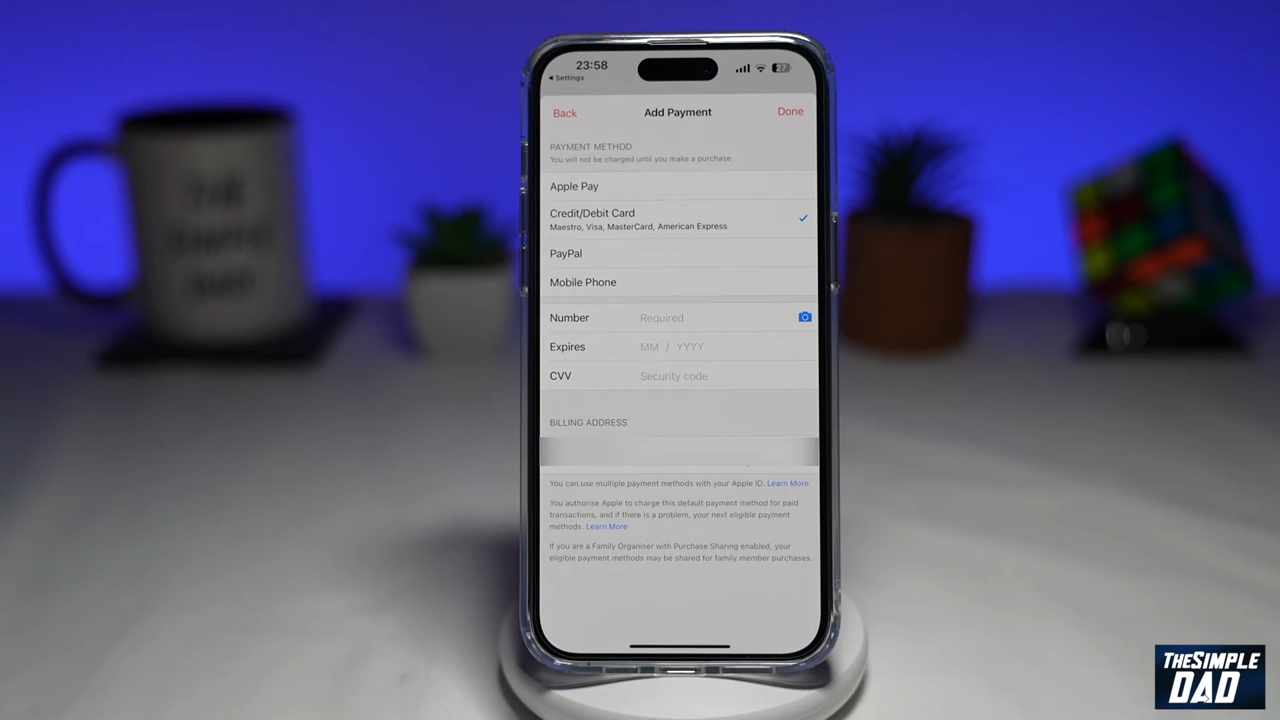 23:58
27
◀ Settings
Back
Add Payment
Done
PAYMENT METHOD
You will not be charged until you make a purchase.
Apple Pay
Credit/Debit Card
Maestro, Visa, MasterCard, American Express
PayPal
Mobile Phone
Number Required
Expires MM / YYYY
CVV Security code
BILLING ADDRESS
You can use multiple payment methods with your Apple ID. Learn More
You authorise Apple to charge this default payment method for paid
transactions, and if there is a problem, your next eligible payment
methods. Learn More
If you are a Family Organiser with Purchase Sharing enabled, your
eligible payment methods may be shared for family member purchases.
THE
DAD
THESIMPLE
DAD